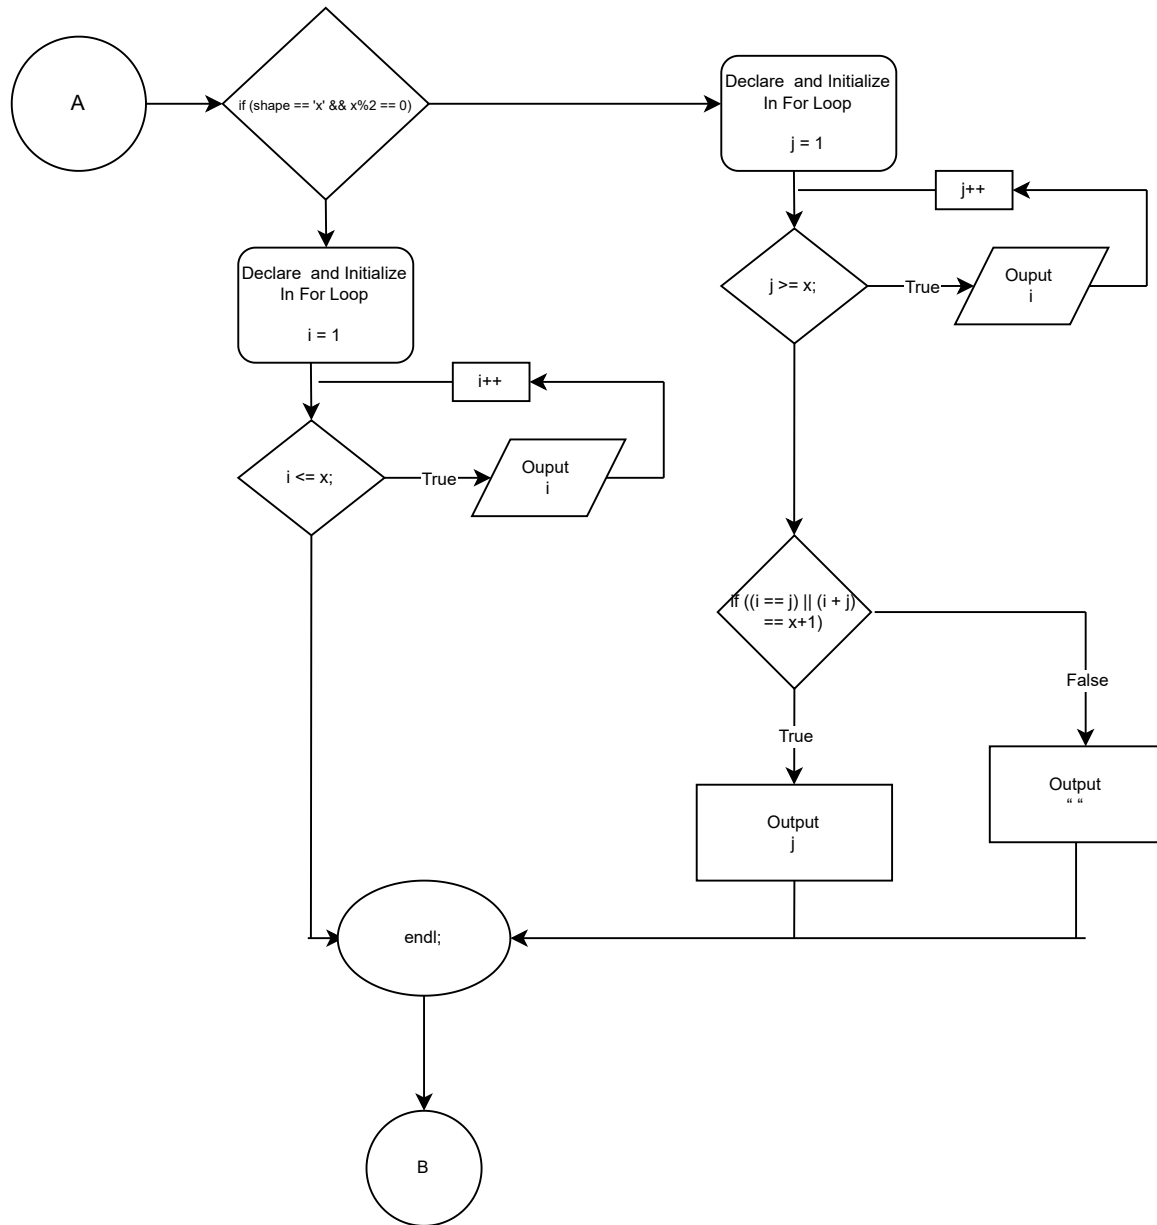 A
if (shape == 'x' && x%2 == 0)
Declare and Initialize
In For Loop
j = 1
j++
j >= x;
True
Ouput
i
Declare and Initialize
In For Loop
i = 1
i++
i <= x;
True
Ouput
i
if ((i == j) || (i + j)
== x+1)
False
True
Output
j
Output
“ “
endl;
B